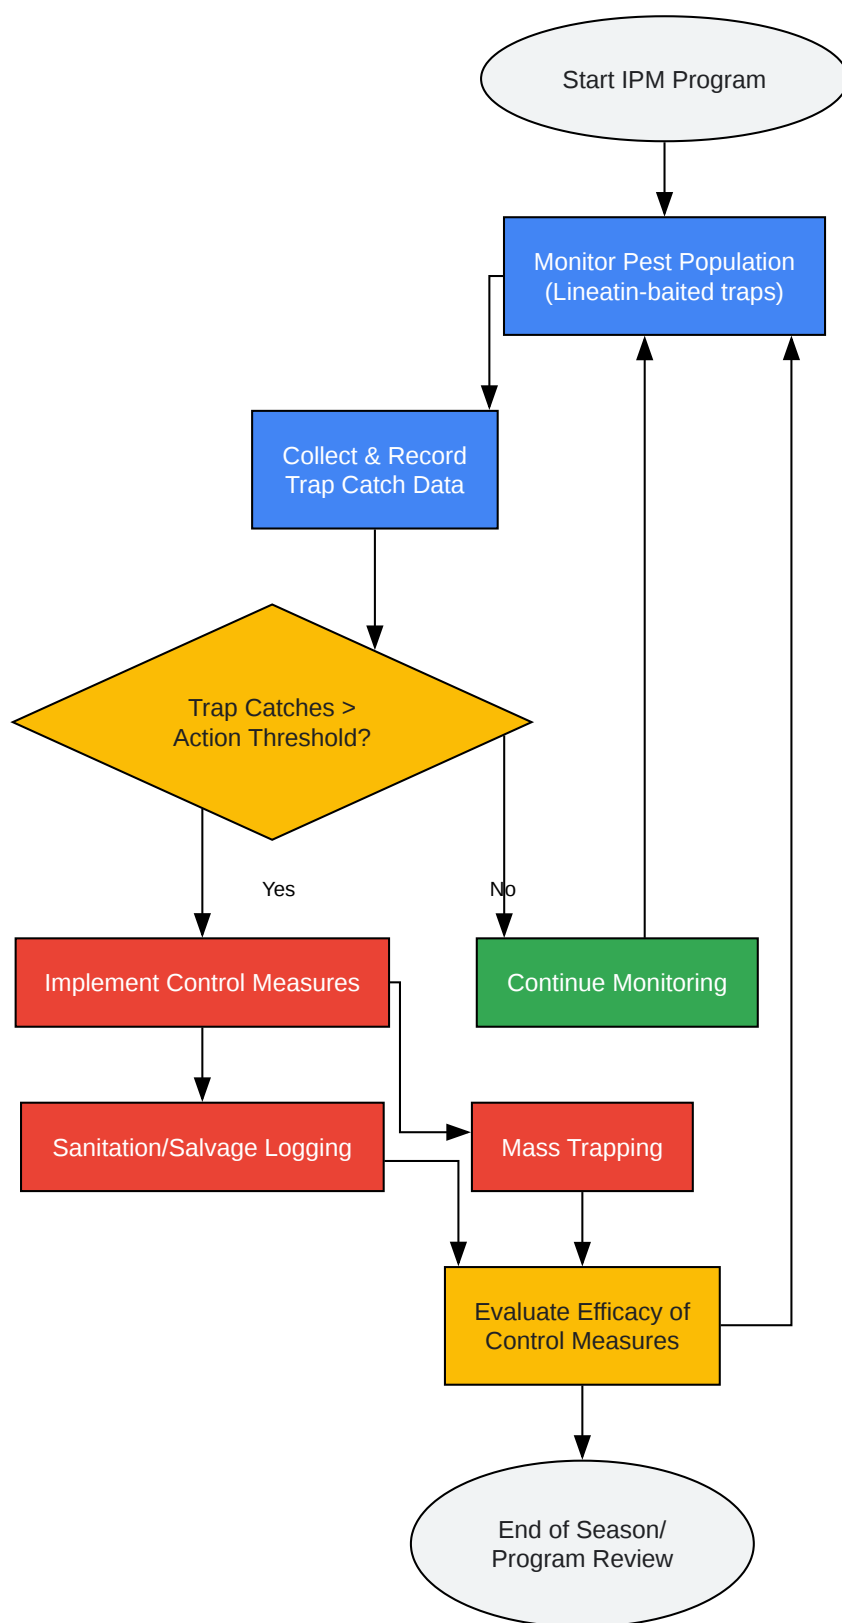 Start IPM Program
Monitor Pest Population
(Lineatin-baited traps)
Collect & Record
Trap Catch Data
Trap Catches >
Action Threshold?
Yes
No
Implement Control Measures
Continue Monitoring
Sanitation/Salvage Logging
Mass Trapping
Evaluate Efficacy of
Control Measures
End of Season/
Program Review